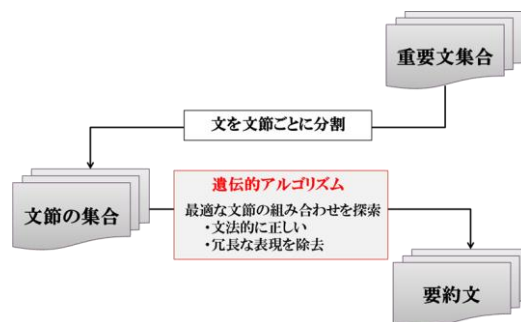 重要文集合
文を文節ごとに分割
文節の集合
遺伝的アルゴリズム
最適な文節の組み合わせを探索
・文法的に正しい
・冗長な表現を除去
要約文